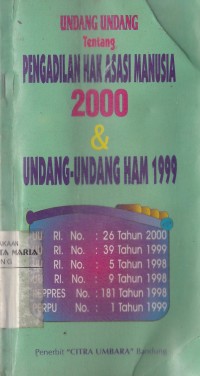 UNDANG UNDANG
Tentang
PENGADILAN HAK ASASI MANUSIA
2000
&
UNDANG-UNDANG HAM 1999
RI. No. : 26 Tahun 2000
RI. No. : 39 Tahun 1999
RI. No. : 5 Tahun 1998
RI. No. : 9 Tahun 1998
No. : 181 Tahun 1998
No. : 1 Tahun 1999
Penerbit "CITRA UMBARA" Bandung